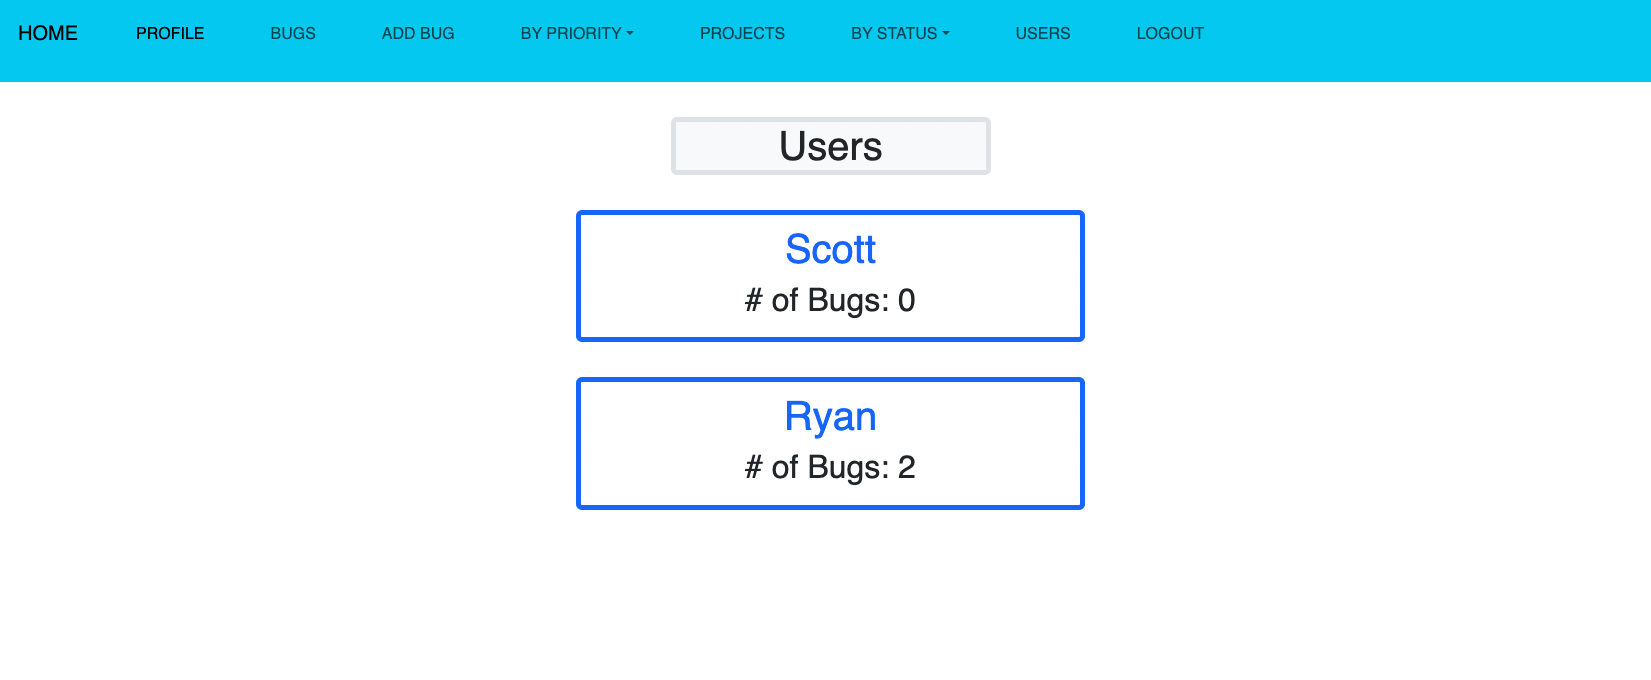 HOME PROFILE BUGS ADD BUG BY PRIORITY PROJECTS BY STATUS USERS LOGOUT
Users
Scott
# of Bugs: 0
Ryan
# of Bugs: 2